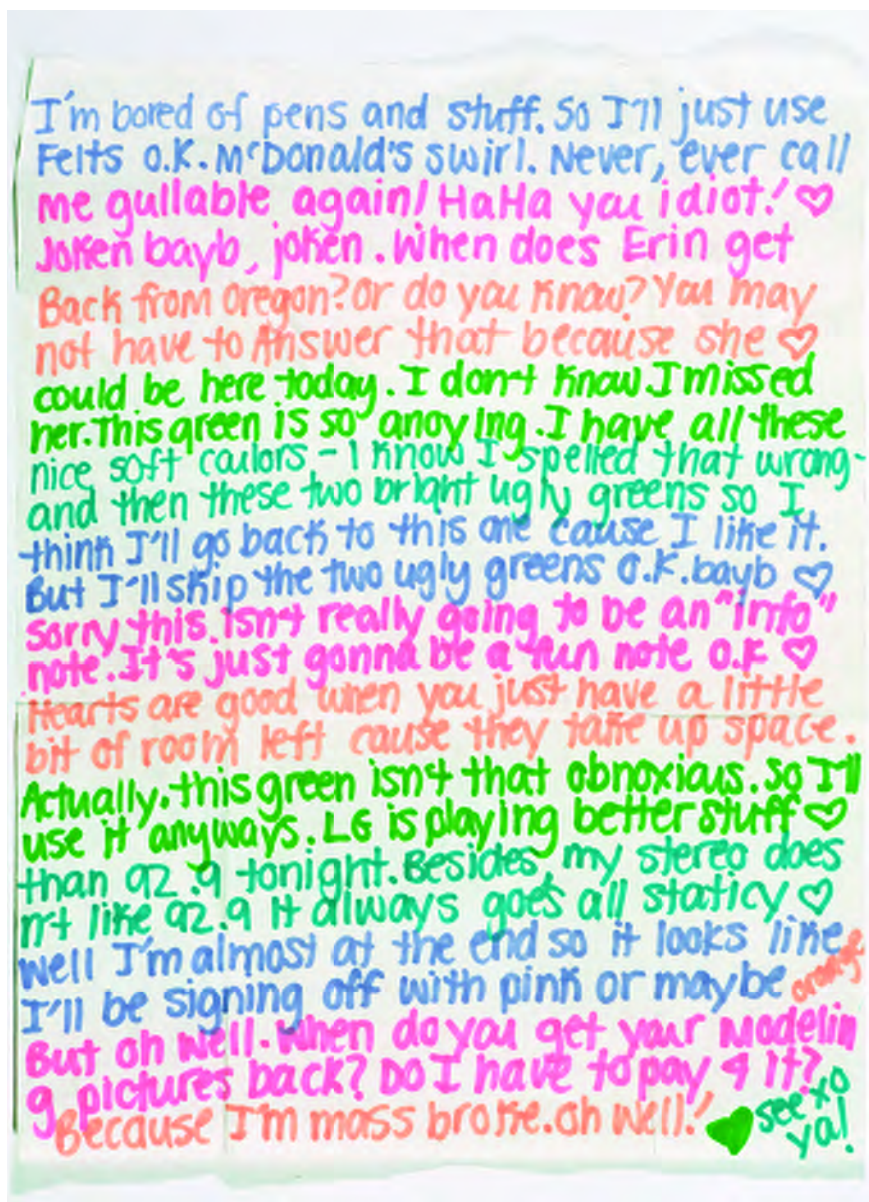 I'm bored of pens and stuff. So I'll just use
Felts O.K. McDonald's swirl. Never, ever call
me gullable again! HaHa you idiot! ♡
Joken bayb, joken. When does Erin get
Back from Oregon? Or do you know? You may
not have to Answer that because she ♡
could be here today. I don't know I missed
her. This green is so anoying. I have all these
nice soft caulors - I know I spelled that wrong-
and then these two bright ugly greens so I
think I'll go back to this one cause I like it.
But I'll skip the two ugly greens O.K. bayb ♡
Sorry this isn't really going to be an "info"
note. It's just gonna be a fun note O.K ♡
Hearts are good when you just have a little
bit of room left cause they take up space.
Actually, this green isn't that obnoxious. So I'll
use it anyways. LG is playing better stuff ♡
than 92.9 tonight. Besides, my stereo does
n't like 92.9 It always goes all staticy ♡
Well I'm almost at the end so it looks like
I'll be signing off with pink or maybe orange
But oh well. When do you get your Modelin
g pictures back? Do I have to pay 4 it?
Because I'm mass broke. Oh well! ♥ see xo
ya!